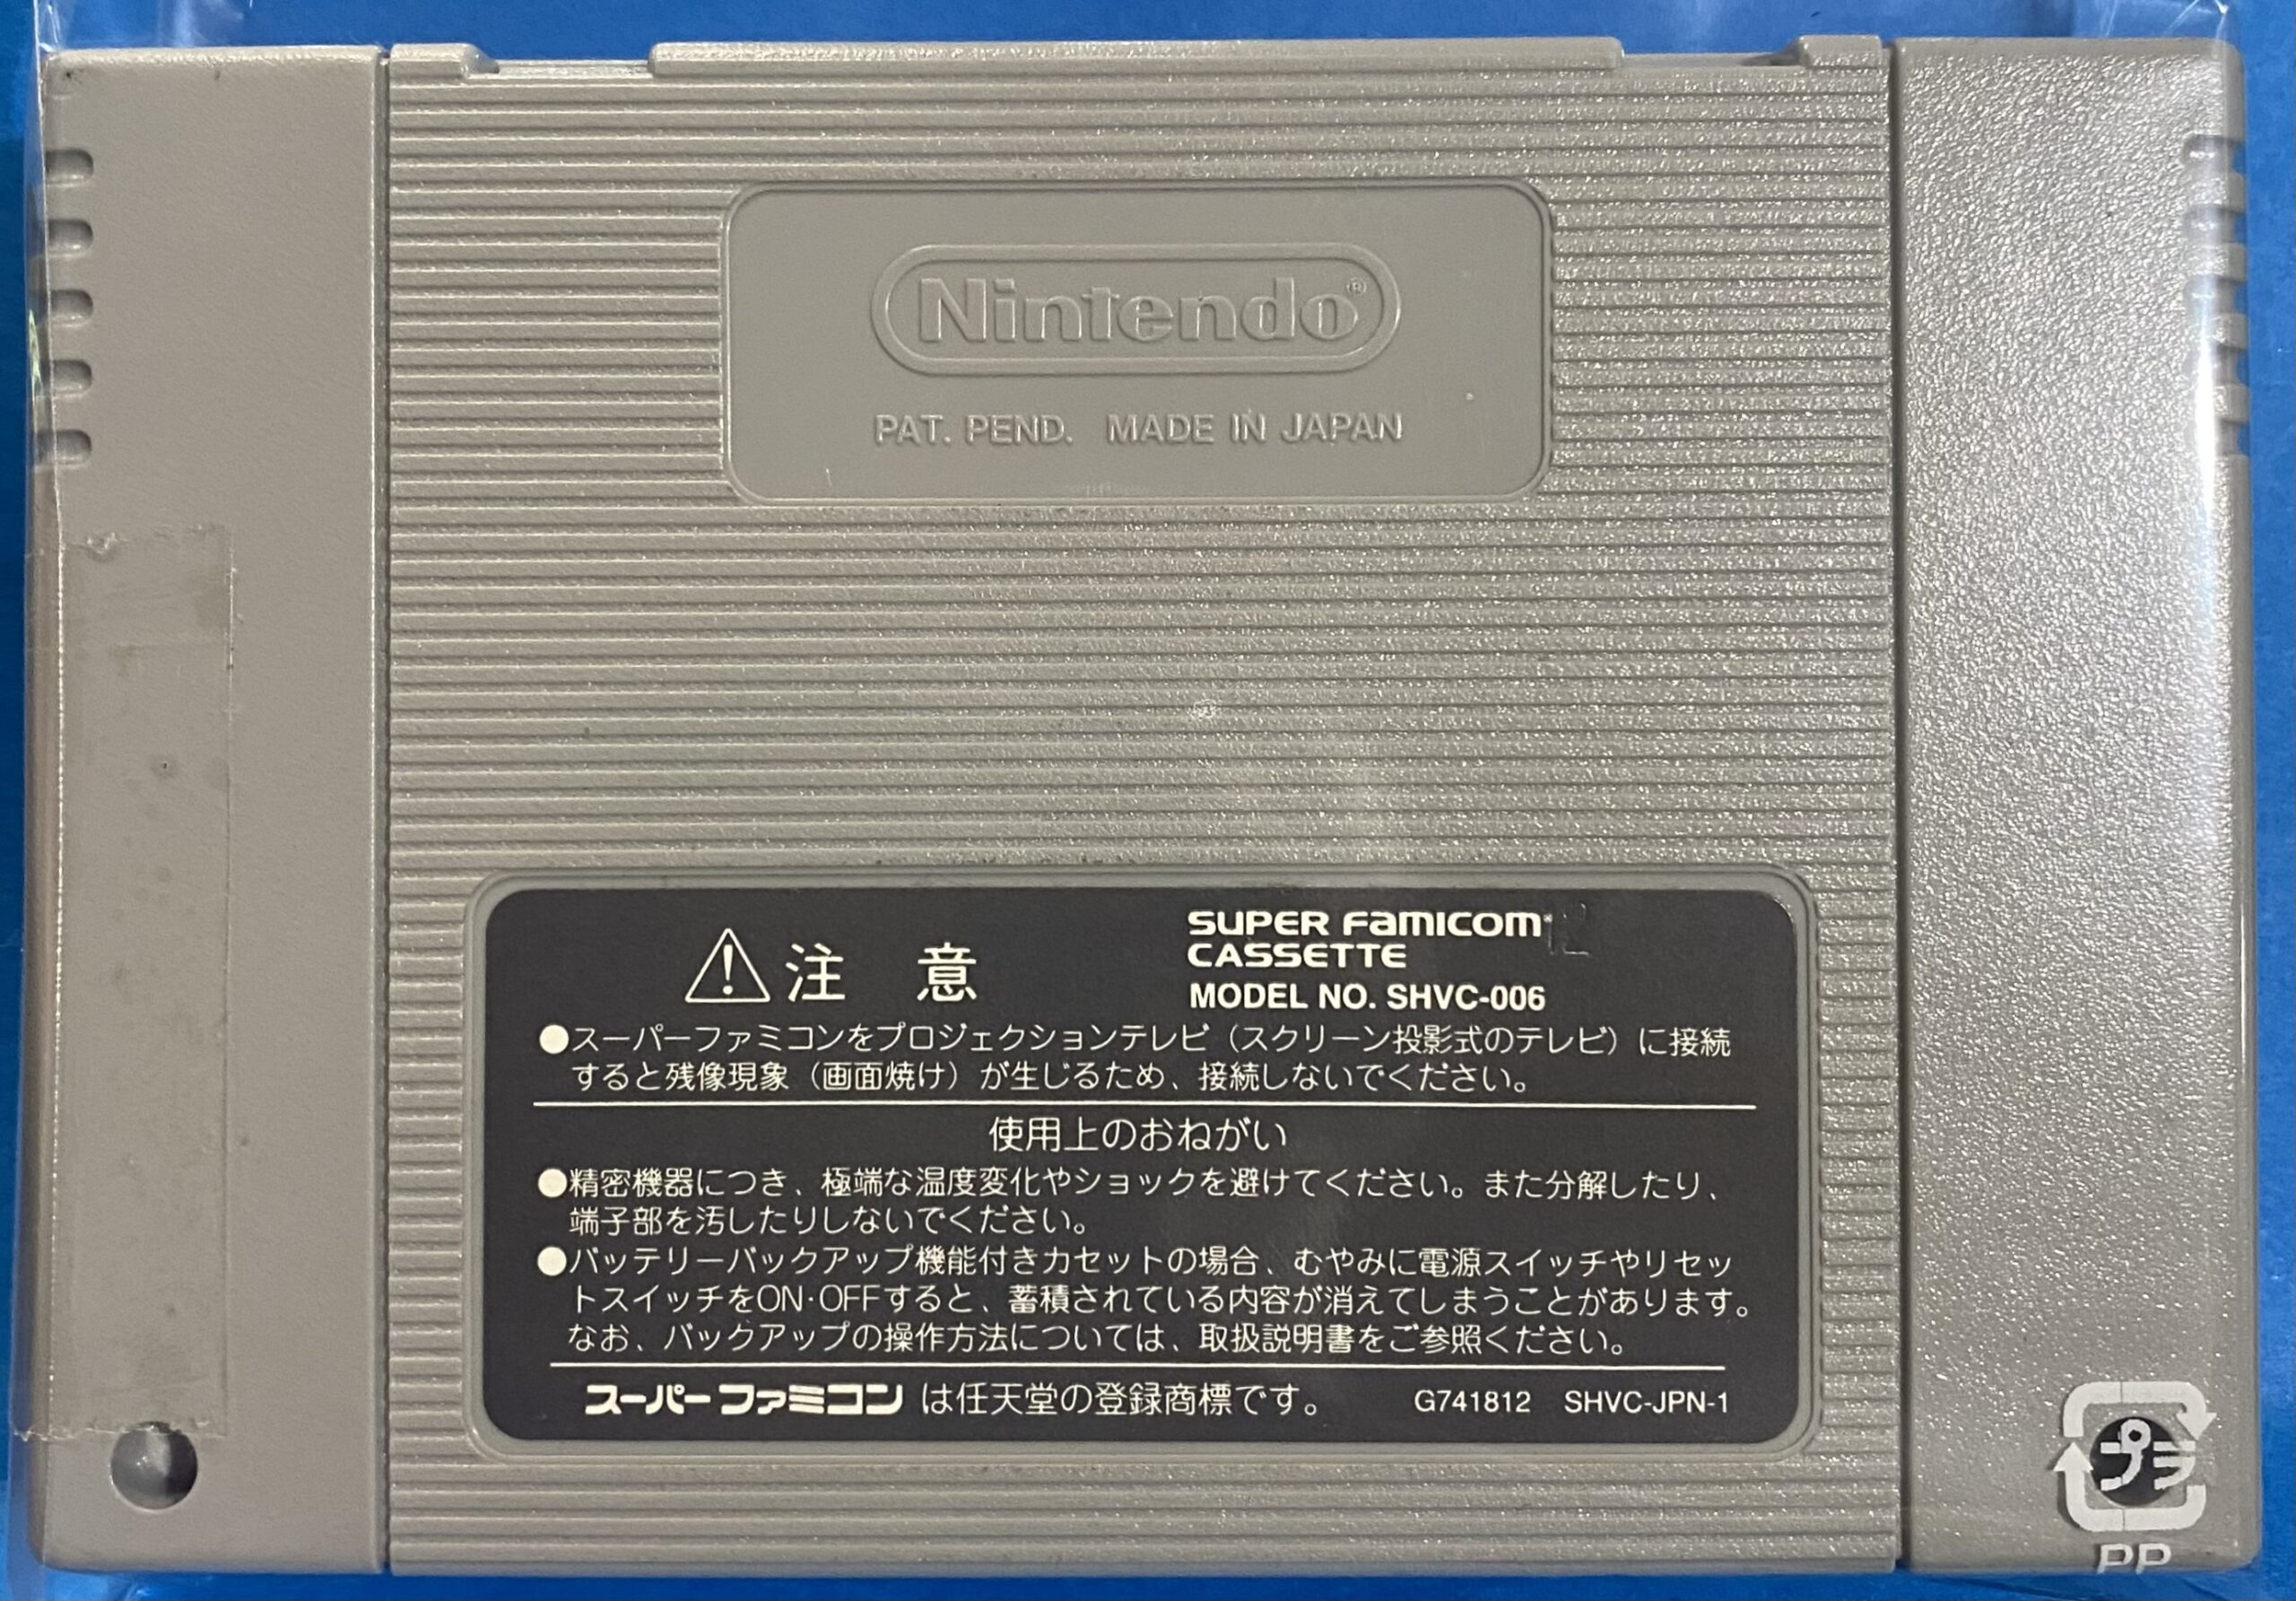 Nintendo®
PAT. PEND. MADE IN JAPAN
注 意
SUPER FAMICOM
CASSETTE
MODEL NO. SHVC-006
12
●スーパーファミコンをプロジェクションテレビ（スクリーン投影式のテレビ）に接続
すると残像現象（画面焼け）が生じるため、接続しないでください。
使用上のおねがい
●精密機器につき、極端な温度変化やショックを避けてください。また分解したり、
端子部を汚したりしないでください。
●バッテリーバックアップ機能付きカセットの場合、むやみに電源スイッチやリセッ
トスイッチをON·OFFすると、蓄積されている内容が消えてしまうことがあります。
なお、バックアップの操作方法については、取扱説明書をご参照ください。
スーパーファミコン は任天堂の登録商標です。 G741812 SHVC-JPN-1
プラ
PP